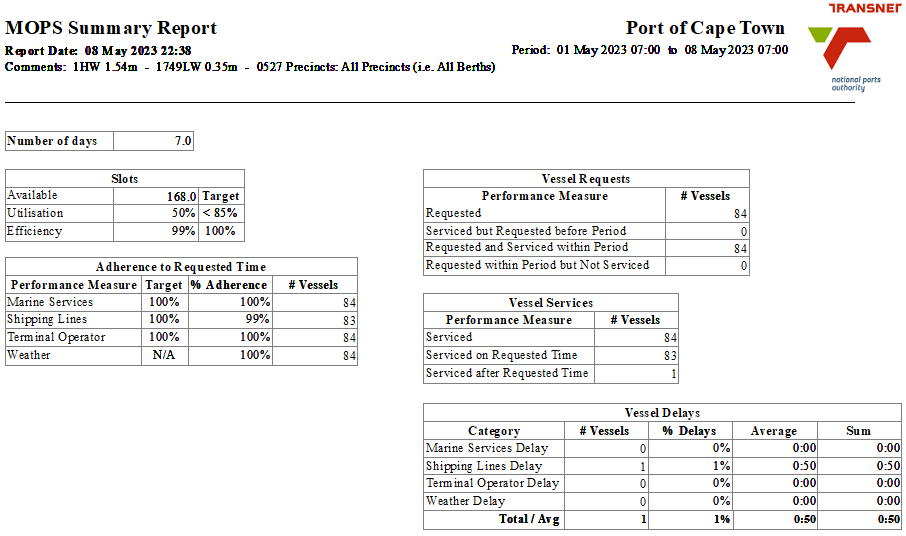 TRANSNET
MOPS Summary Report
Port of Cape Town
Report Date: 08 May 2023 22:38
Period: 01 May 2023 07:00 to 08 May 2023 07:00
Comments: 1HW 1.54m - 1749LW 0.35m - 0527 Precincts: All Precincts (i.e. All Berths)
national ports
authority
Number of days 7.0
Slots
Available 168.0 Target
Utilisation 50% < 85%
Efficiency 99% 100%
Adherence to Requested Time
Performance Measure Target % Adherence # Vessels
Marine Services 100% 100% 84
Shipping Lines 100% 99% 83
Terminal Operator 100% 100% 84
Weather N/A 100% 84
Vessel Requests
Performance Measure # Vessels
Requested 84
Serviced but Requested before Period 0
Requested and Serviced within Period 84
Requested within Period but Not Serviced 0
Vessel Services
Performance Measure # Vessels
Serviced 84
Serviced on Requested Time 83
Serviced after Requested Time 1
Vessel Delays
Category # Vessels % Delays Average Sum
Marine Services Delay 0 0% 0:00 0:00
Shipping Lines Delay 1 1% 0:50 0:50
Terminal Operator Delay 0 0% 0:00 0:00
Weather Delay 0 0% 0:00 0:00
Total / Avg 1 1% 0:50 0:50